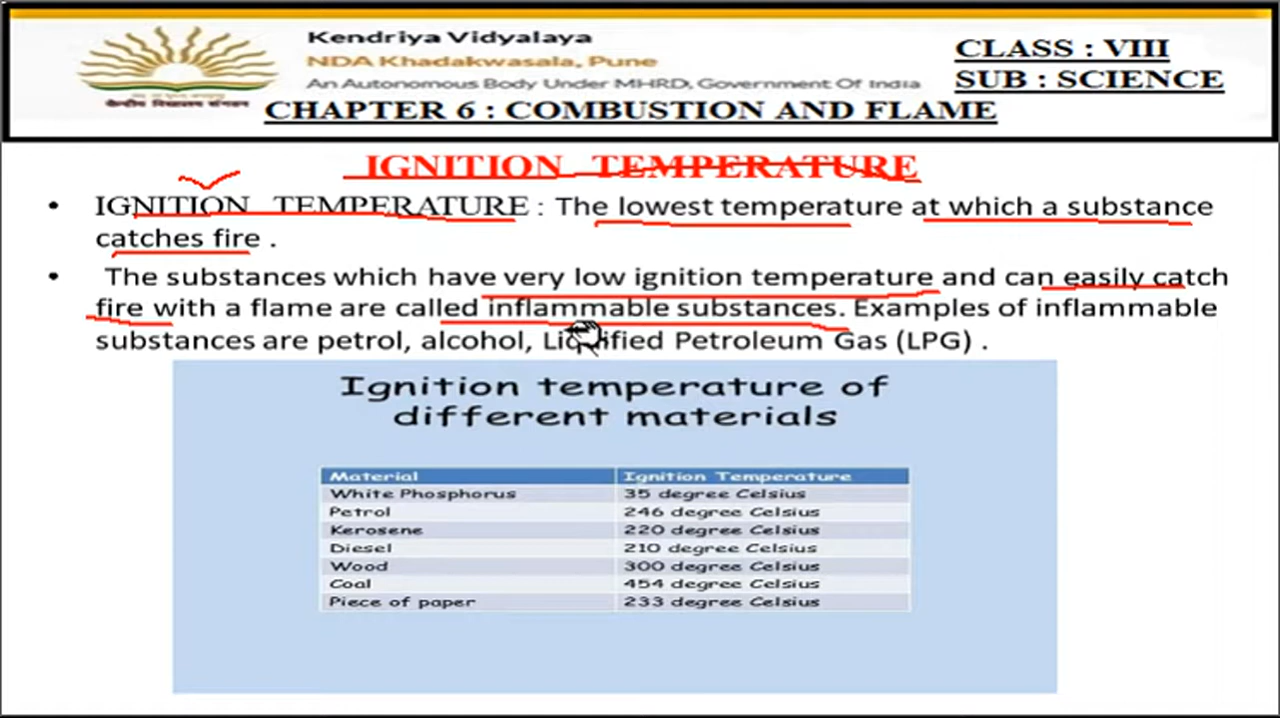 Kendriya Vidyalaya
NDA Khadakwasala, Pune
An Autonomous Body Under MHRD, Government Of India
केन्द्रीय विद्यालय संगठन
CLASS : VIII
SUB : SCIENCE
CHAPTER 6 : COMBUSTION AND FLAME
IGNITION TEMPERATURE
• IGNITION TEMPERATURE : The lowest temperature at which a substance
catches fire .
• The substances which have very low ignition temperature and can easily catch
fire with a flame are called inflammable substances. Examples of inflammable
substances are petrol, alcohol, Liquified Petroleum Gas (LPG) .
Ignition temperature of
different materials
Material Ignition Temperature
White Phosphorus 35 degree Celsius
Petrol 246 degree Celsius
Kerosene 220 degree Celsius
Diesel 210 degree Celsius
Wood 300 degree Celsius
Coal 454 degree Celsius
Piece of paper 233 degree Celsius